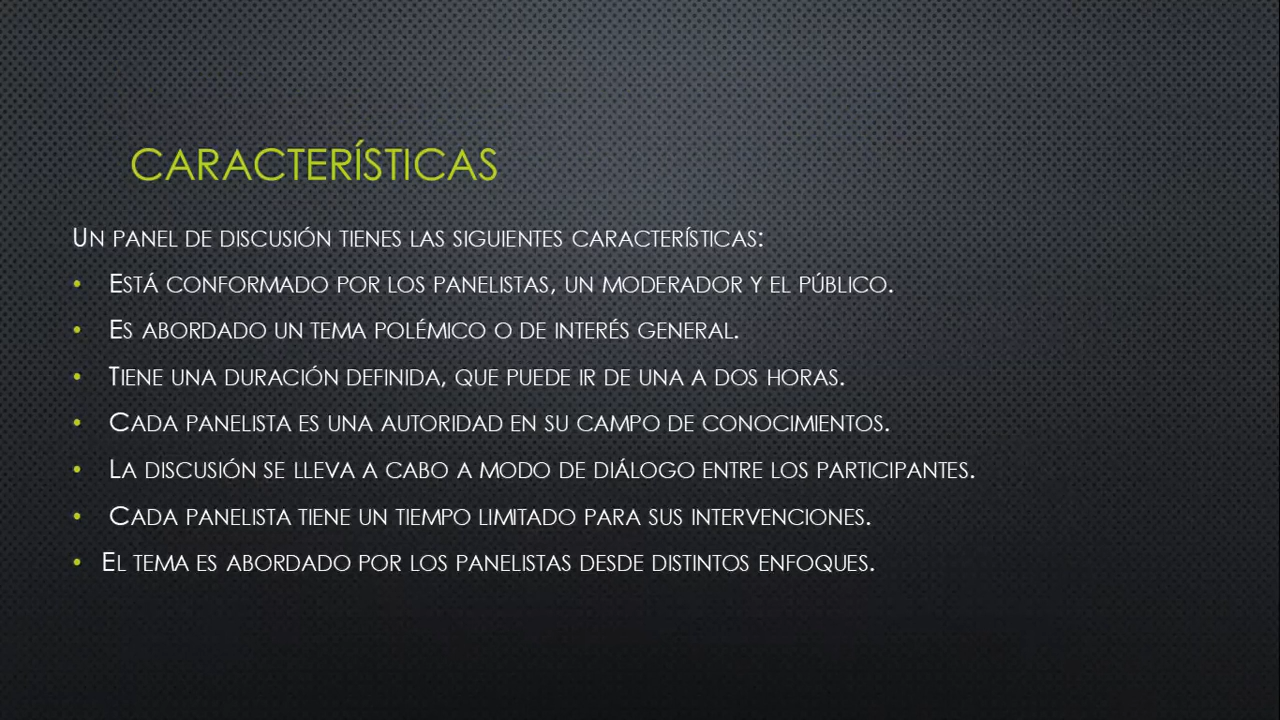 CARACTERÍSTICAS
UN PANEL DE DISCUSIÓN TIENES LAS SIGUIENTES CARACTERÍSTICAS:
• ESTÁ CONFORMADO POR LOS PANELISTAS, UN MODERADOR Y EL PÚBLICO.
• ES ABORDADO UN TEMA POLÉMICO O DE INTERÉS GENERAL.
• TIENE UNA DURACIÓN DEFINIDA, QUE PUEDE IR DE UNA A DOS HORAS.
• CADA PANELISTA ES UNA AUTORIDAD EN SU CAMPO DE CONOCIMIENTOS.
• LA DISCUSIÓN SE LLEVA A CABO A MODO DE DIÁLOGO ENTRE LOS PARTICIPANTES.
• CADA PANELISTA TIENE UN TIEMPO LIMITADO PARA SUS INTERVENCIONES.
• EL TEMA ES ABORDADO POR LOS PANELISTAS DESDE DISTINTOS ENFOQUES.